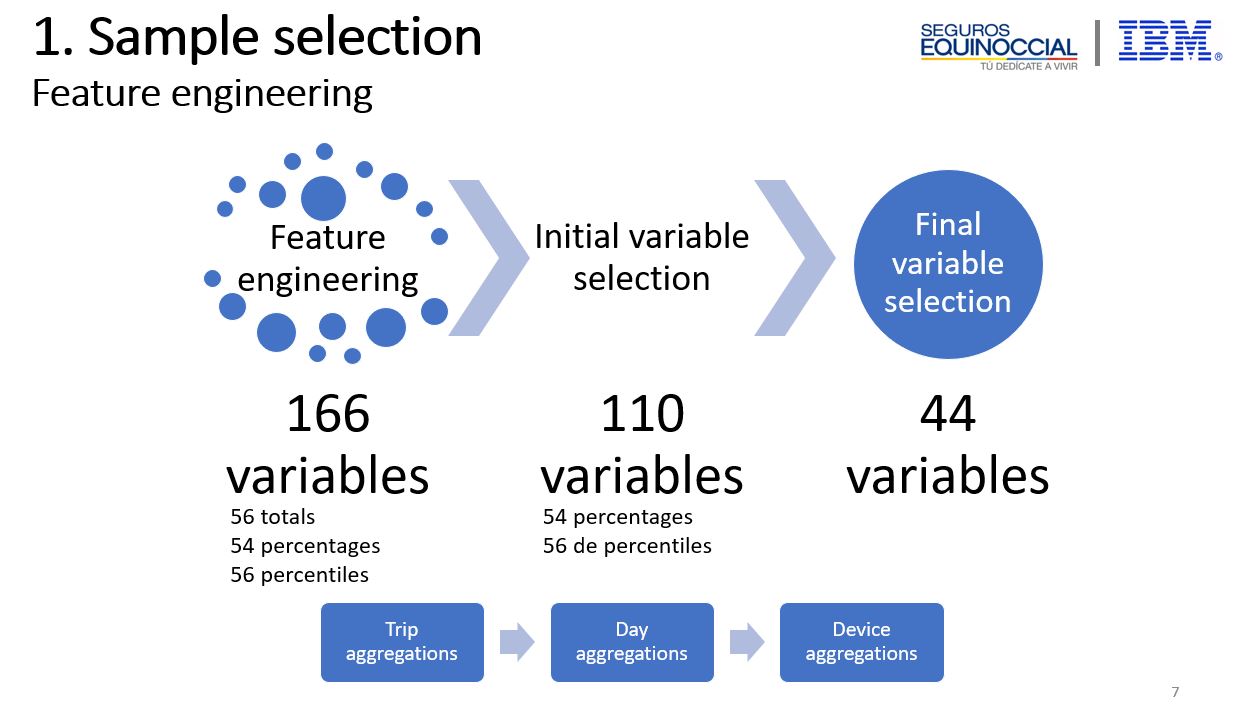 1. Sample selection
Feature engineering
SEGUROS
EQUINOCCIAL
TÚ DEDÍCATE A VIVIR
IBM®
Feature
engineering
Initial variable
selection
Final
variable
selection
166
variables
56 totals
54 percentages
56 percentiles
110
variables
54 percentages
56 de percentiles
44
variables
Trip
aggregations
Day
aggregations
Device
aggregations
7